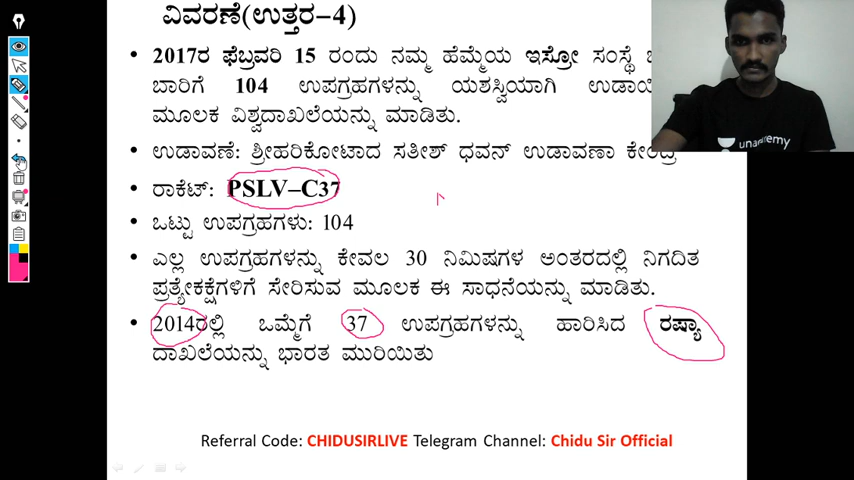 ವಿವರಣೆ(ಉತ್ತರ-4)
• 2017ರ ಫೆಬ್ರವರಿ 15 ರಂದು ನಮ್ಮ ಹೆಮ್ಮೆಯ ಇಸ್ರೋ ಸಂಸ್ಥೆ
ಬಾರಿಗೆ 104 ಉಪಗ್ರಹಗಳನ್ನು ಯಶಸ್ವಿಯಾಗಿ
ಮೂಲಕ ವಿಶ್ವದಾಖಲೆಯನ್ನು ಮಾಡಿತು.
• ಉಡಾವಣೆ: ಶ್ರೀಹರಿಕೋಟಾದ ಸತೀಶ್ ಧವನ್ ಉಡಾವಣಾ ಕೇಂದ್ರ
• ರಾಕೆಟ್: PSLV-C37
• ಒಟ್ಟು ಉಪಗ್ರಹಗಳು: 104
• ಎಲ್ಲ ಉಪಗ್ರಹಗಳನ್ನು ಕೇವಲ 30 ನಿಮಿಷಗಳ ಅಂತರದಲ್ಲಿ ನಿಗದಿತ
ಪ್ರತ್ಯೇಕಕ್ಷೆಗಳಿಗೆ ಸೇರಿಸುವ ಮೂಲಕ ಈ ಸಾಧನೆಯನ್ನು ಮಾಡಿತು.
• 2014ರಲ್ಲಿ ಒಮ್ಮೆಗೆ 37 ಉಪಗ್ರಹಗಳನ್ನು ಹಾರಿಸಿದ ರಷ್ಯಾ
ದಾಖಲೆಯನ್ನು ಭಾರತ ಮುರಿಯಿತು
Referral Code: CHIDUSIRLIVE Telegram Channel: Chidu Sir Official